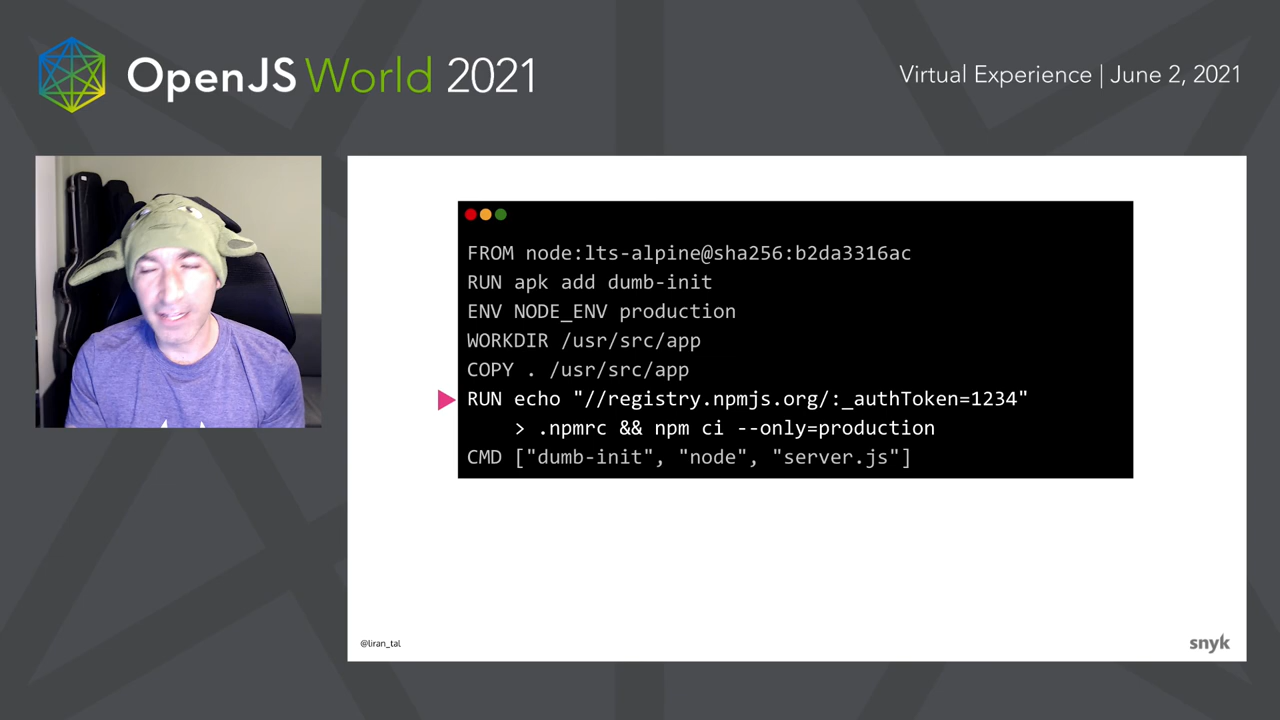 OpenJS World 2021
Virtual Experience | June 2, 2021
FROM node:lts-alpine@sha256:b2da3316ac
RUN apk add dumb-init
ENV NODE_ENV production
WORKDIR /usr/src/app
COPY . /usr/src/app
RUN echo "//registry.npmjs.org/:_authToken=1234"
> .npmrc && npm ci --only=production
CMD ["dumb-init", "node", "server.js"]
@liran_tal
snyk